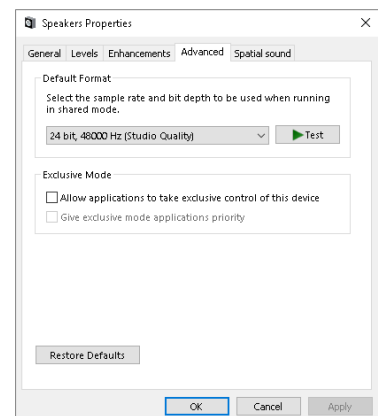 Speakers Properties
General Levels Enhancements Advanced Spatial sound
Default Format
Select the sample rate and bit depth to be used when running
in shared mode.
24 bit, 48000 Hz (Studio Quality)
Test
Exclusive Mode
Allow applications to take exclusive control of this device
Give exclusive mode applications priority
Restore Defaults
OK Cancel Apply